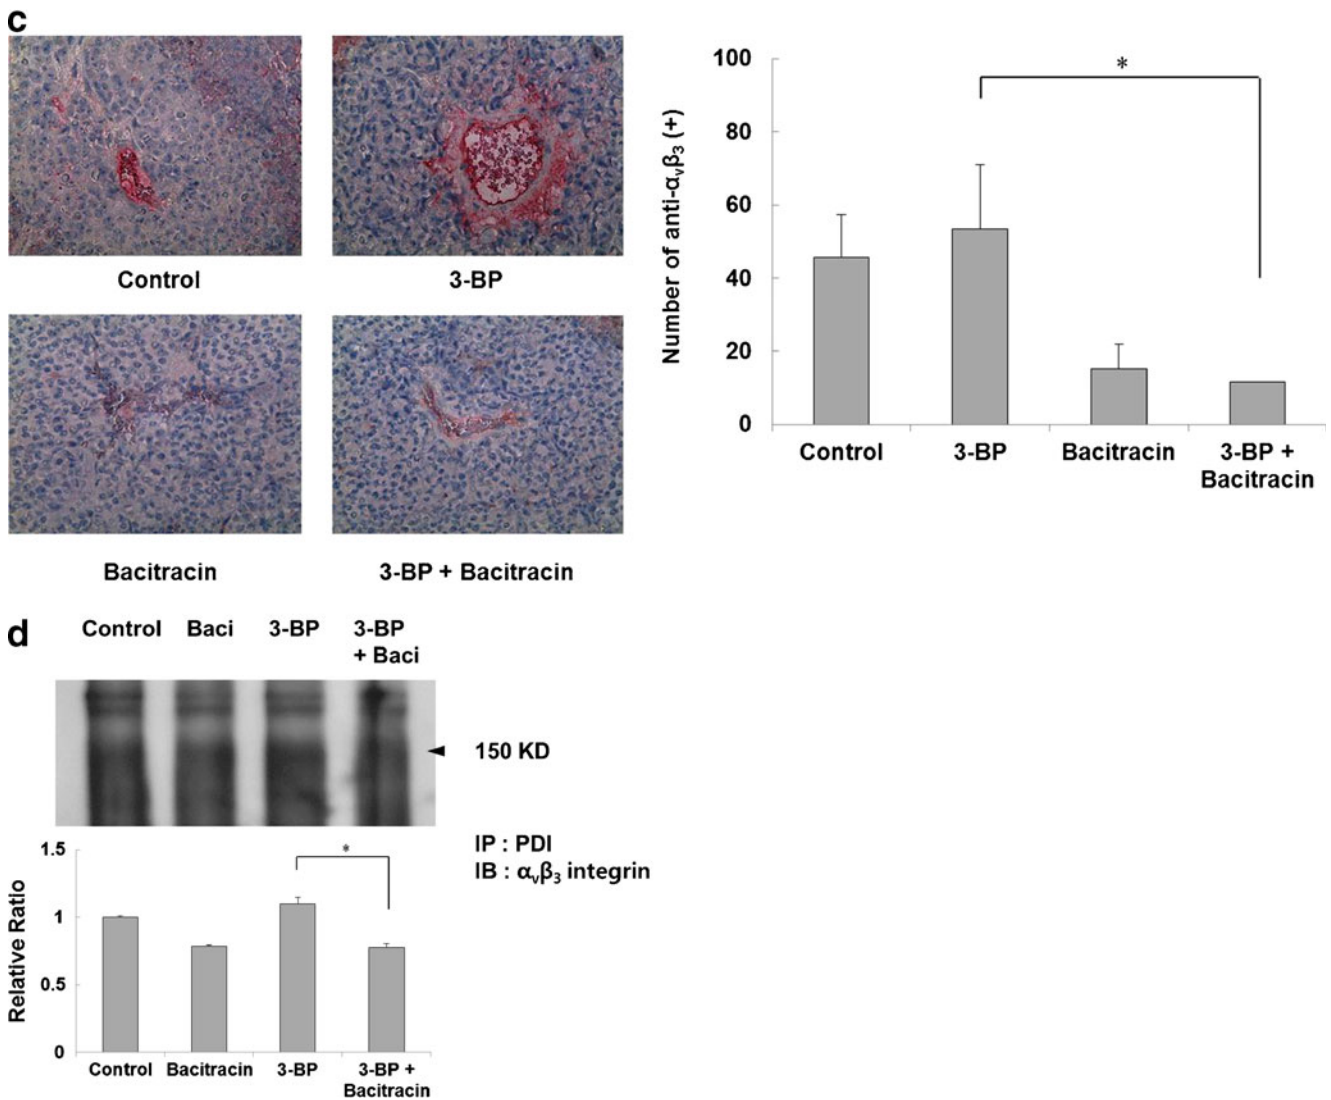 c
Control
3-BP
Bacitracin
3-BP + Bacitracin
Number of anti-αvβ3 (+)
100
80
60
40
20
0
*
Control
3-BP
Bacitracin
3-BP +
Bacitracin
d
Control Baci 3-BP 3-BP
+ Baci
150 KD
IP : PDI
IB : αvβ3 integrin
Relative Ratio
1.5
1
0.5
0
*
Control Bacitracin 3-BP 3-BP +
Bacitracin